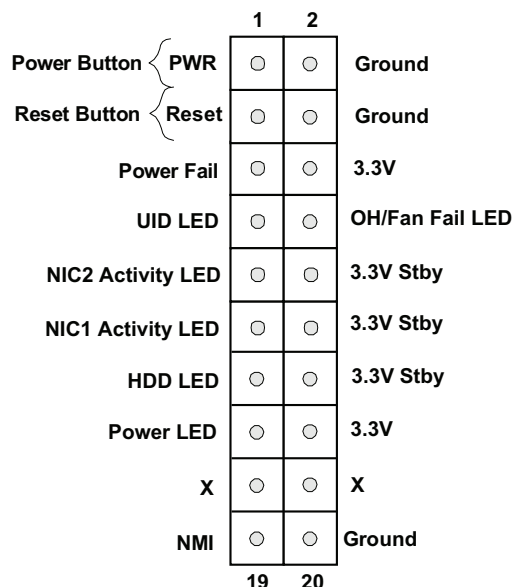 1 2
Power Button PWR Ground
Reset Button Reset Ground
Power Fail 3.3V
UID LED OH/Fan Fail LED
NIC2 Activity LED 3.3V Stby
NIC1 Activity LED 3.3V Stby
HDD LED 3.3V Stby
Power LED 3.3V
X X
NMI Ground
19 20